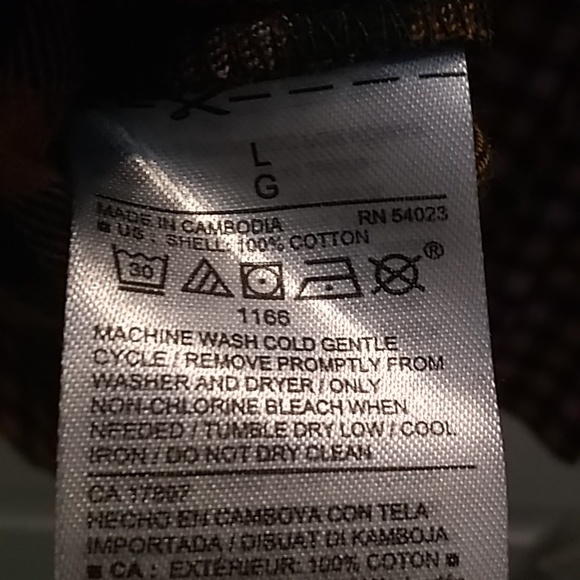 L
G
MADE IN CAMBODIA RN 54023
US : SHELL: 100% COTTON
30 ®
1166
MACHINE WASH COLD GENTLE
CYCLE / REMOVE PROMPTLY FROM
WASHER AND DRYER / ONLY
NON-CHLORINE BLEACH WHEN
NEEDED / TUMBLE DRY LOW / COOL
IRON / DO NOT DRY CLEAN
CA 17897
HECHO EN CAMBOYA CON TELA
IMPORTADA / DIBUAT DI KAMBOJA
CA : EXTÉRIEUR: 100% COTON